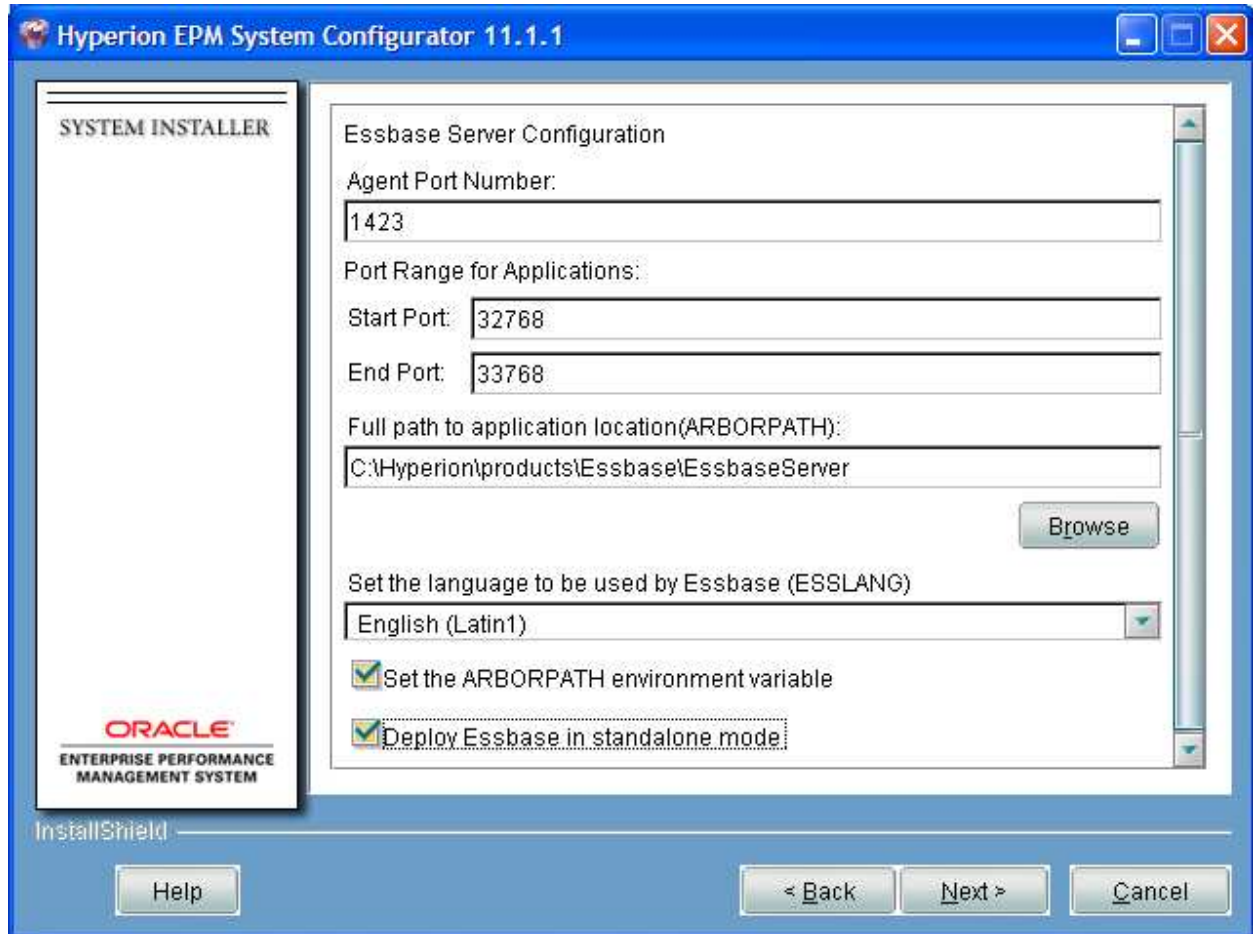 Hyperion EPM System Configurator 11.1.1
SYSTEM INSTALLER
ORACLE
ENTERPRISE PERFORMANCE
MANAGEMENT SYSTEM
Essbase Server Configuration
Agent Port Number:
1423
Port Range for Applications:
Start Port: 32768
End Port: 33768
Full path to application location(ARBORPATH):
C:\Hyperion\products\Essbase\EssbaseServer
Browse
Set the language to be used by Essbase (ESSLANG)
English (Latin1)
Set the ARBORPATH environment variable
Deploy Essbase in standalone mode
InstallShield
Help < Back Next > Cancel